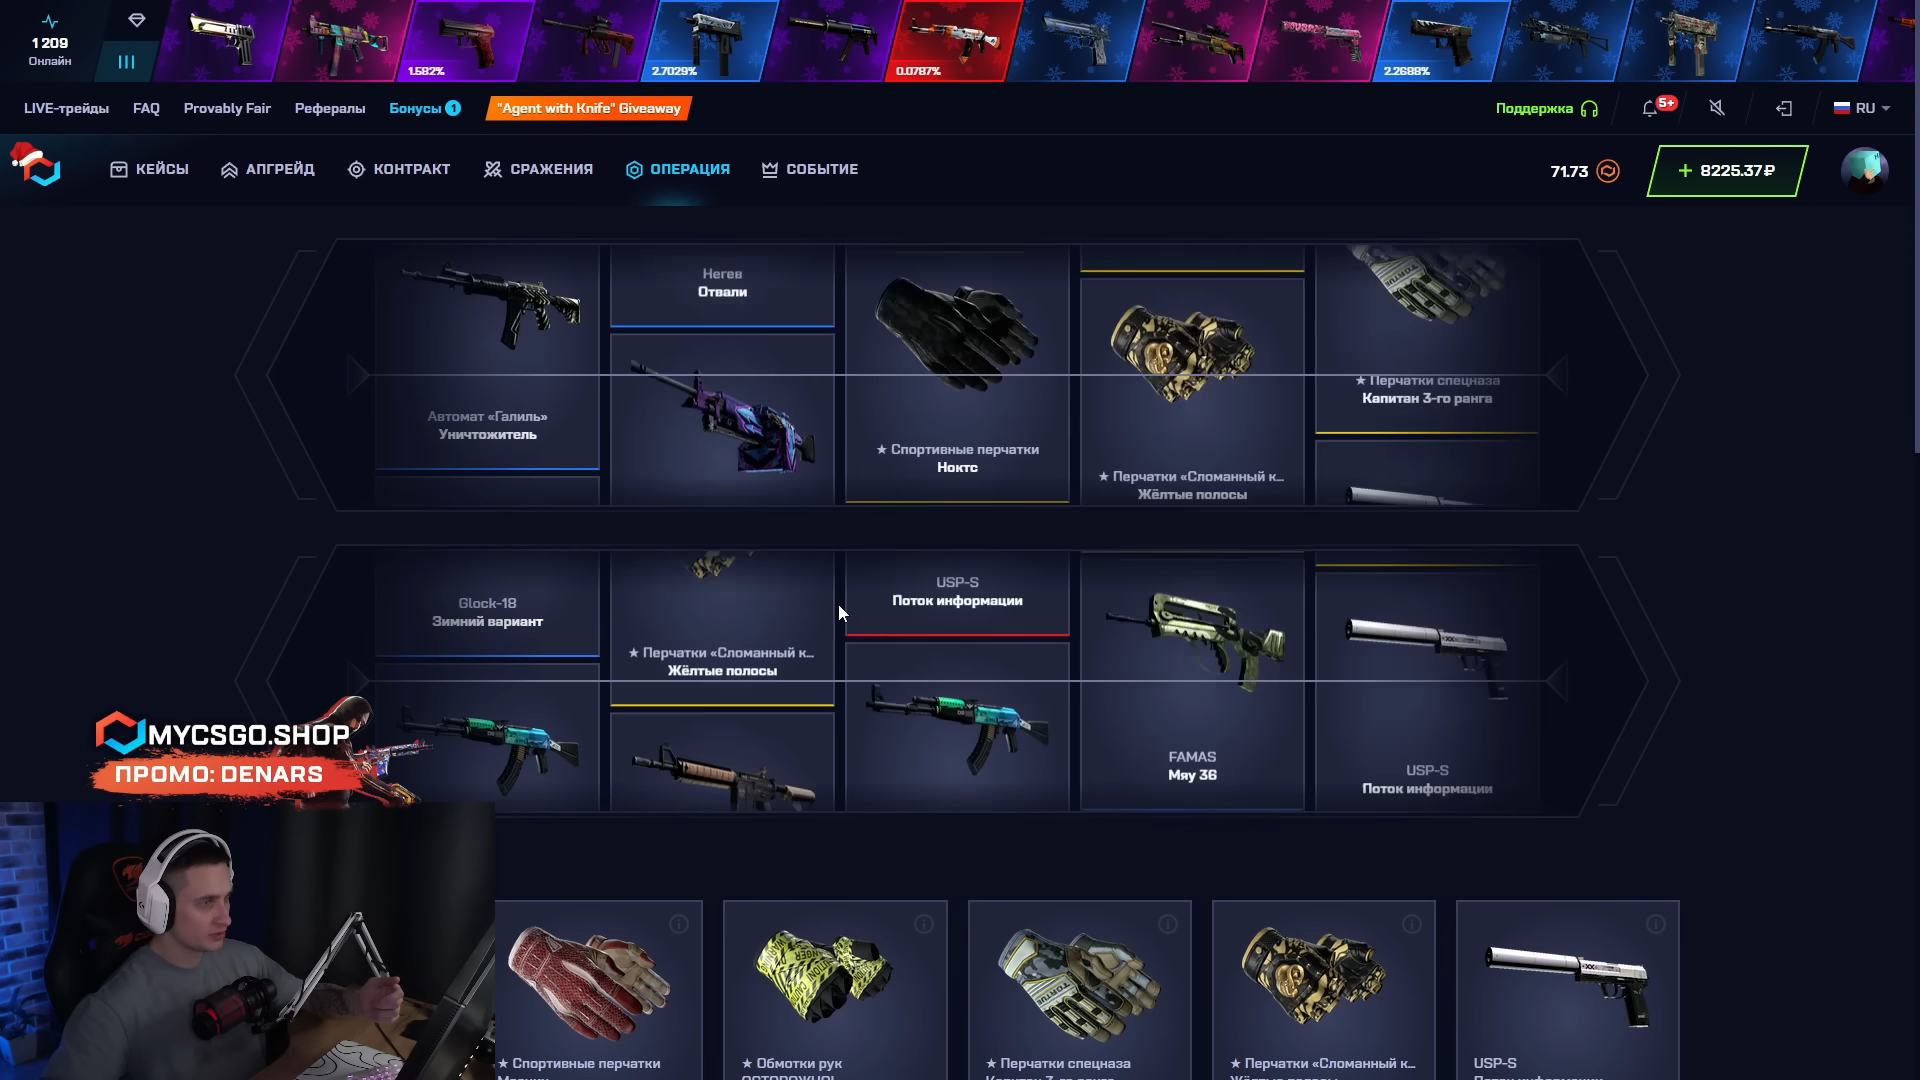 1 209
Онлайн
1.582%
2.7029%
0.0787%
2.2688%
LIVE-трейды
FAQ
Provably Fair
Рефералы
Бонусы 1
"Agent with Knife" Giveaway
Поддержка
5+
RU
КЕЙСЫ
АПГРЕЙД
КОНТРАКТ
СРАЖЕНИЯ
ОПЕРАЦИЯ
СОБЫТИЕ
71.73
+ 8225.37₽
Автомат «Галиль»
Уничтожитель
Негев
Отвали
★ Спортивные перчатки
Ноктс
★ Перчатки «Сломанный к...
Жёлтые полосы
★ Перчатки спецназа
Капитан 3-го ранга
Glock-18
Зимний вариант
★ Перчатки «Сломанный к...
Жёлтые полосы
USP-S
Поток информации
FAMAS
Мяу 36
USP-S
Поток информации
MYCSGO.SHOP
ПРОМО: DENARS
★ Спортивные перчатки
★ Обмотки рук
★ Перчатки спецназа
★ Перчатки «Сломанный к...
USP-S